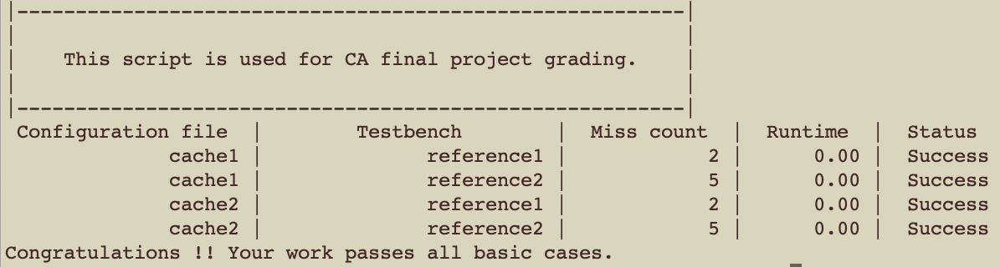 |---------------------------------------------------------|
|                                                         |
|    This script is used for CA final project grading.    |
|                                                         |
|---------------------------------------------------------|
 Configuration file  |        Testbench        |  Miss count  |  Runtime  |  Status
              cache1 |              reference1 |            2 |      0.00 |  Success
              cache1 |              reference2 |            5 |      0.00 |  Success
              cache2 |              reference1 |            2 |      0.00 |  Success
              cache2 |              reference2 |            5 |      0.00 |  Success
Congratulations !! Your work passes all basic cases.